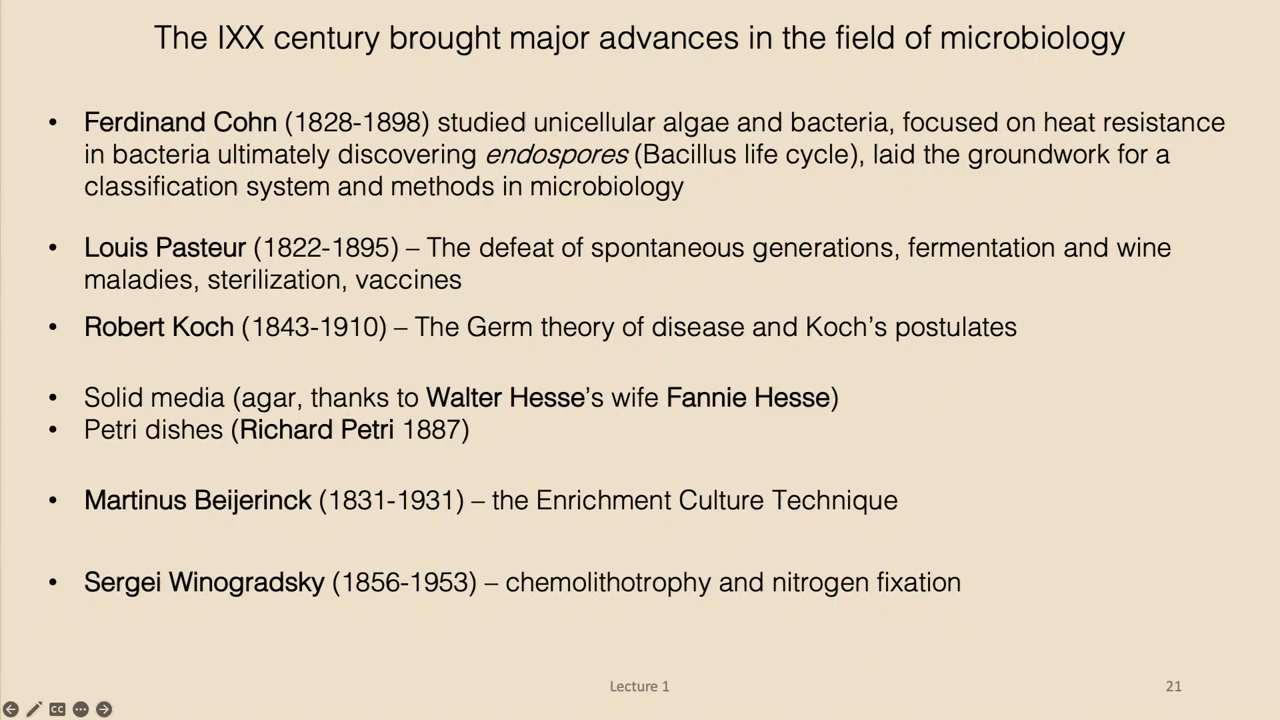 The IXX century brought major advances in the field of microbiology
• Ferdinand Cohn (1828-1898) studied unicellular algae and bacteria, focused on heat resistance
in bacteria ultimately discovering endospores (Bacillus life cycle), laid the groundwork for a
classification system and methods in microbiology
• Louis Pasteur (1822-1895) – The defeat of spontaneous generations, fermentation and wine
maladies, sterilization, vaccines
• Robert Koch (1843-1910) – The Germ theory of disease and Koch's postulates
• Solid media (agar, thanks to Walter Hesse's wife Fannie Hesse)
• Petri dishes (Richard Petri 1887)
• Martinus Beijerinck (1831-1931) – the Enrichment Culture Technique
• Sergei Winogradsky (1856-1953) – chemolithotrophy and nitrogen fixation
Lecture 1
21
CC